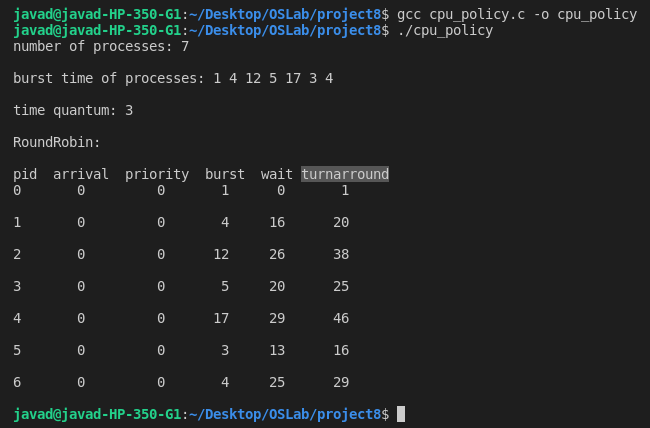 javad@javad-HP-350-G1:~/Desktop/OSLab/project8$ gcc cpu_policy.c -o cpu_policy
javad@javad-HP-350-G1:~/Desktop/OSLab/project8$ ./cpu_policy
number of processes: 7
burst time of processes: 1 4 12 5 17 3 4
time quantum: 3
RoundRobin:
pid arrival priority burst wait turnarround
0 0 0 1 0 1
1 0 0 4 16 20
2 0 0 12 26 38
3 0 0 5 20 25
4 0 0 17 29 46
5 0 0 3 13 16
6 0 0 4 25 29
javad@javad-HP-350-G1:~/Desktop/OSLab/project8$